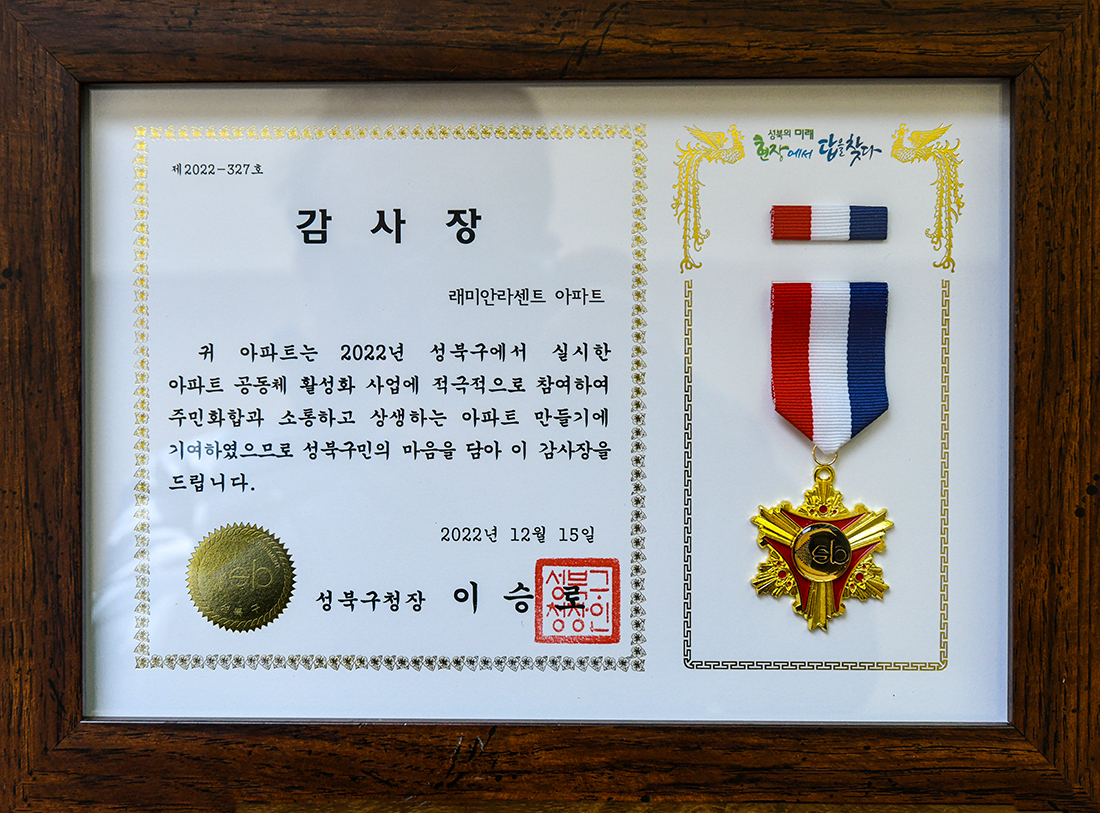 제2022-327호
감 사 장
래미안라센트 아파트
귀 아파트는 2022년 성북구에서 실시한
아파트 공동체 활성화 사업에 적극적으로 참여하여
주민화합과 소통하고 상생하는 아파트 만들기에
기여하였으므로 성북구민의 마음을 담아 이 감사장을
드립니다.
2022년 12월 15일
성북구청장 이 승 로
성북구
청장인
sb
성북구
성북의 미래
현장에서 답을 찾다
sb